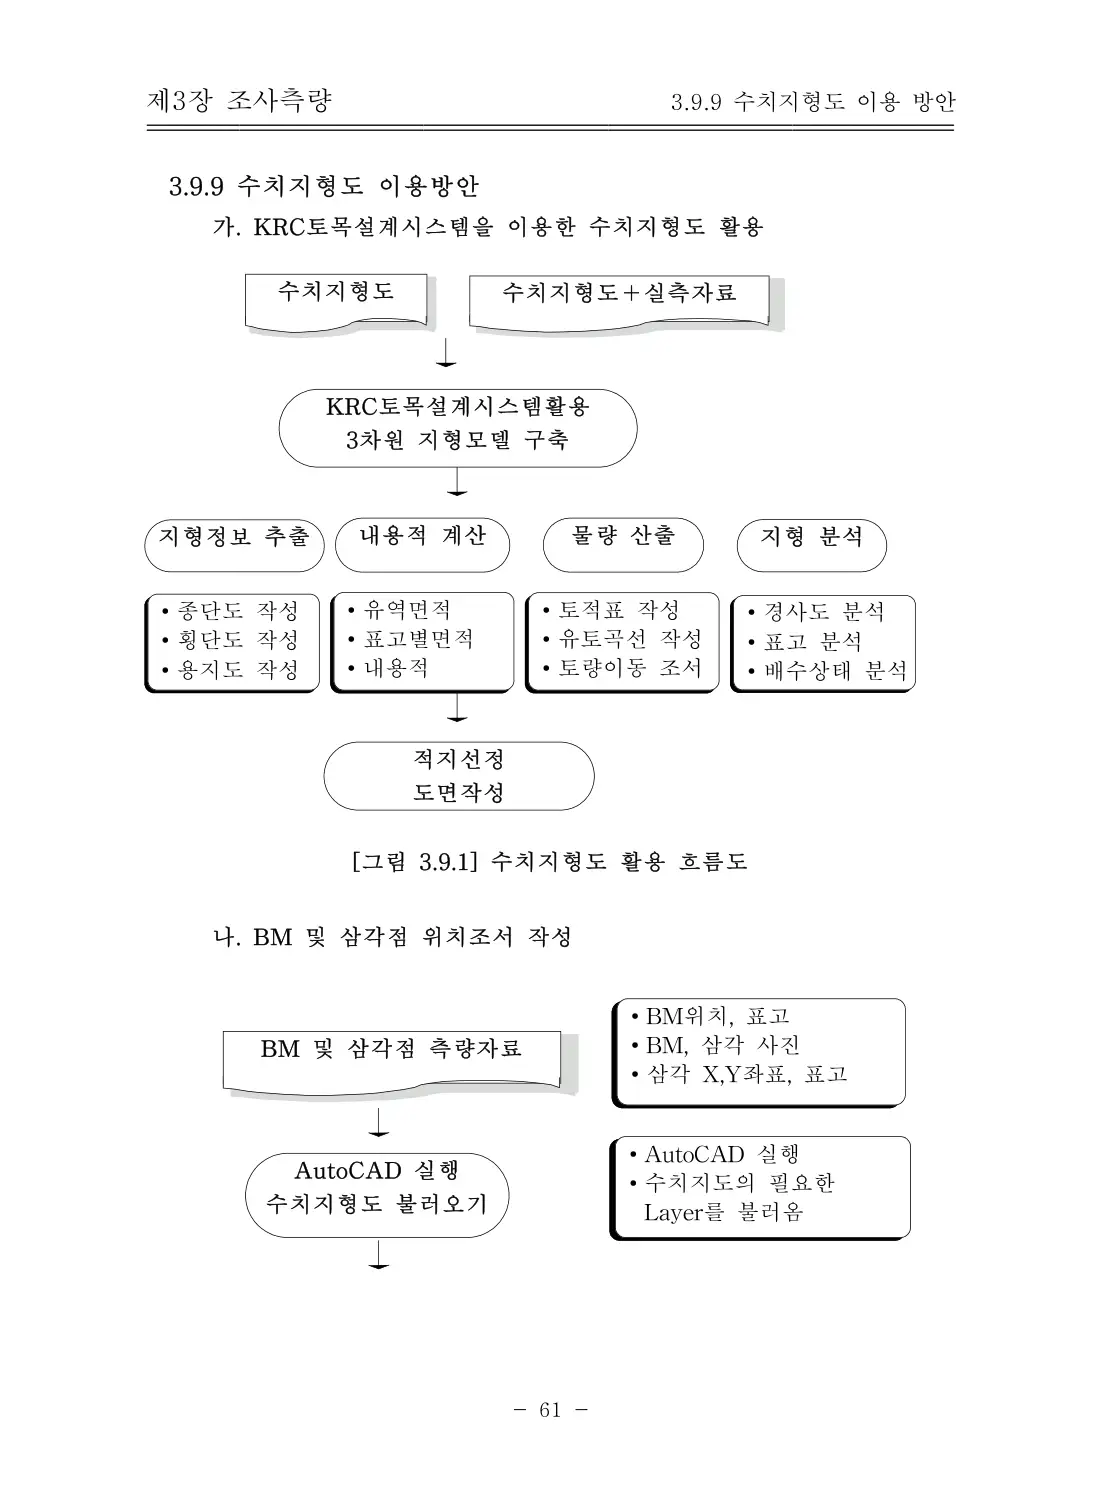 제3장 조사측량
3.9.9 수치지형도 이용 방안
3.9.9 수치지형도 이용방안
가. KRC토목설계시스템을 이용한 수치지형도 활용
수치지형도
수치지형도+실측자료
KRC토목설계시스템활용
3차원 지형모델 구축
지형정보 추출
• 종단도 작성
• 횡단도 작성
• 용지도 작성
내용적 계산
• 유역면적
• 표고별면적
• 내용적
물량 산출
• 토적표 작성
• 유토곡선 작성
• 토량이동 조서
지형 분석
• 경사도 분석
• 표고 분석
• 배수상태 분석
적지선정
도면작성
[그림 3.9.1] 수치지형도 활용 흐름도
나. BM 및 삼각점 위치조서 작성
BM 및 삼각점 측량자료
• BM위치, 표고
• BM, 삼각 사진
• 삼각 X,Y좌표, 표고
AutoCAD 실행
수치지형도 불러오기
• AutoCAD 실행
• 수치지도의 필요한
Layer를 불러옴
- 61 -